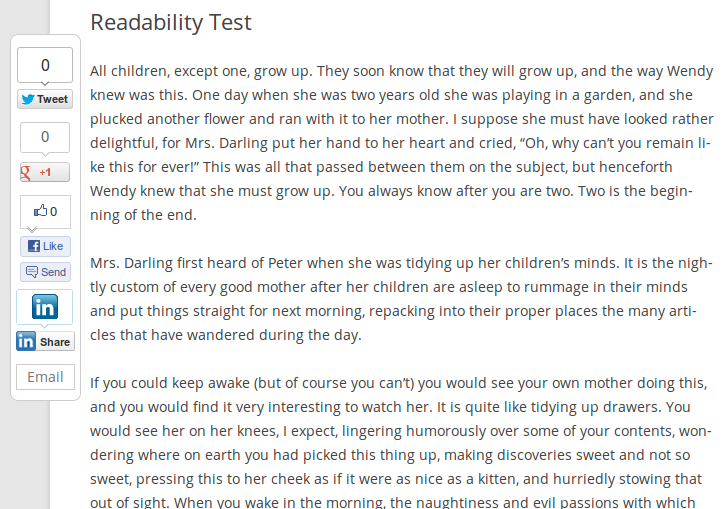 Readability Test
0
Tweet
0
+1
0
Like
Send
in
in Share
Email
All children, except one, grow up. They soon know that they will grow up, and the way Wendy
knew was this. One day when she was two years old she was playing in a garden, and she
plucked another flower and ran with it to her mother. I suppose she must have looked rather
delightful, for Mrs. Darling put her hand to her heart and cried, “Oh, why can’t you remain li-
ke this for ever!” This was all that passed between them on the subject, but henceforth
Wendy knew that she must grow up. You always know after you are two. Two is the begin-
ning of the end.
Mrs. Darling first heard of Peter when she was tidying up her children’s minds. It is the nigh-
tly custom of every good mother after her children are asleep to rummage in their minds
and put things straight for next morning, repacking into their proper places the many arti-
cles that have wandered during the day.
If you could keep awake (but of course you can’t) you would see your own mother doing this,
and you would find it very interesting to watch her. It is quite like tidying up drawers. You
would see her on her knees, I expect, lingering humorously over some of your contents, won-
dering where on earth you had picked this thing up, making discoveries sweet and not so
sweet, pressing this to her cheek as if it were as nice as a kitten, and hurriedly stowing that
out of sight. When you wake in the morning, the naughtiness and evil passions with which